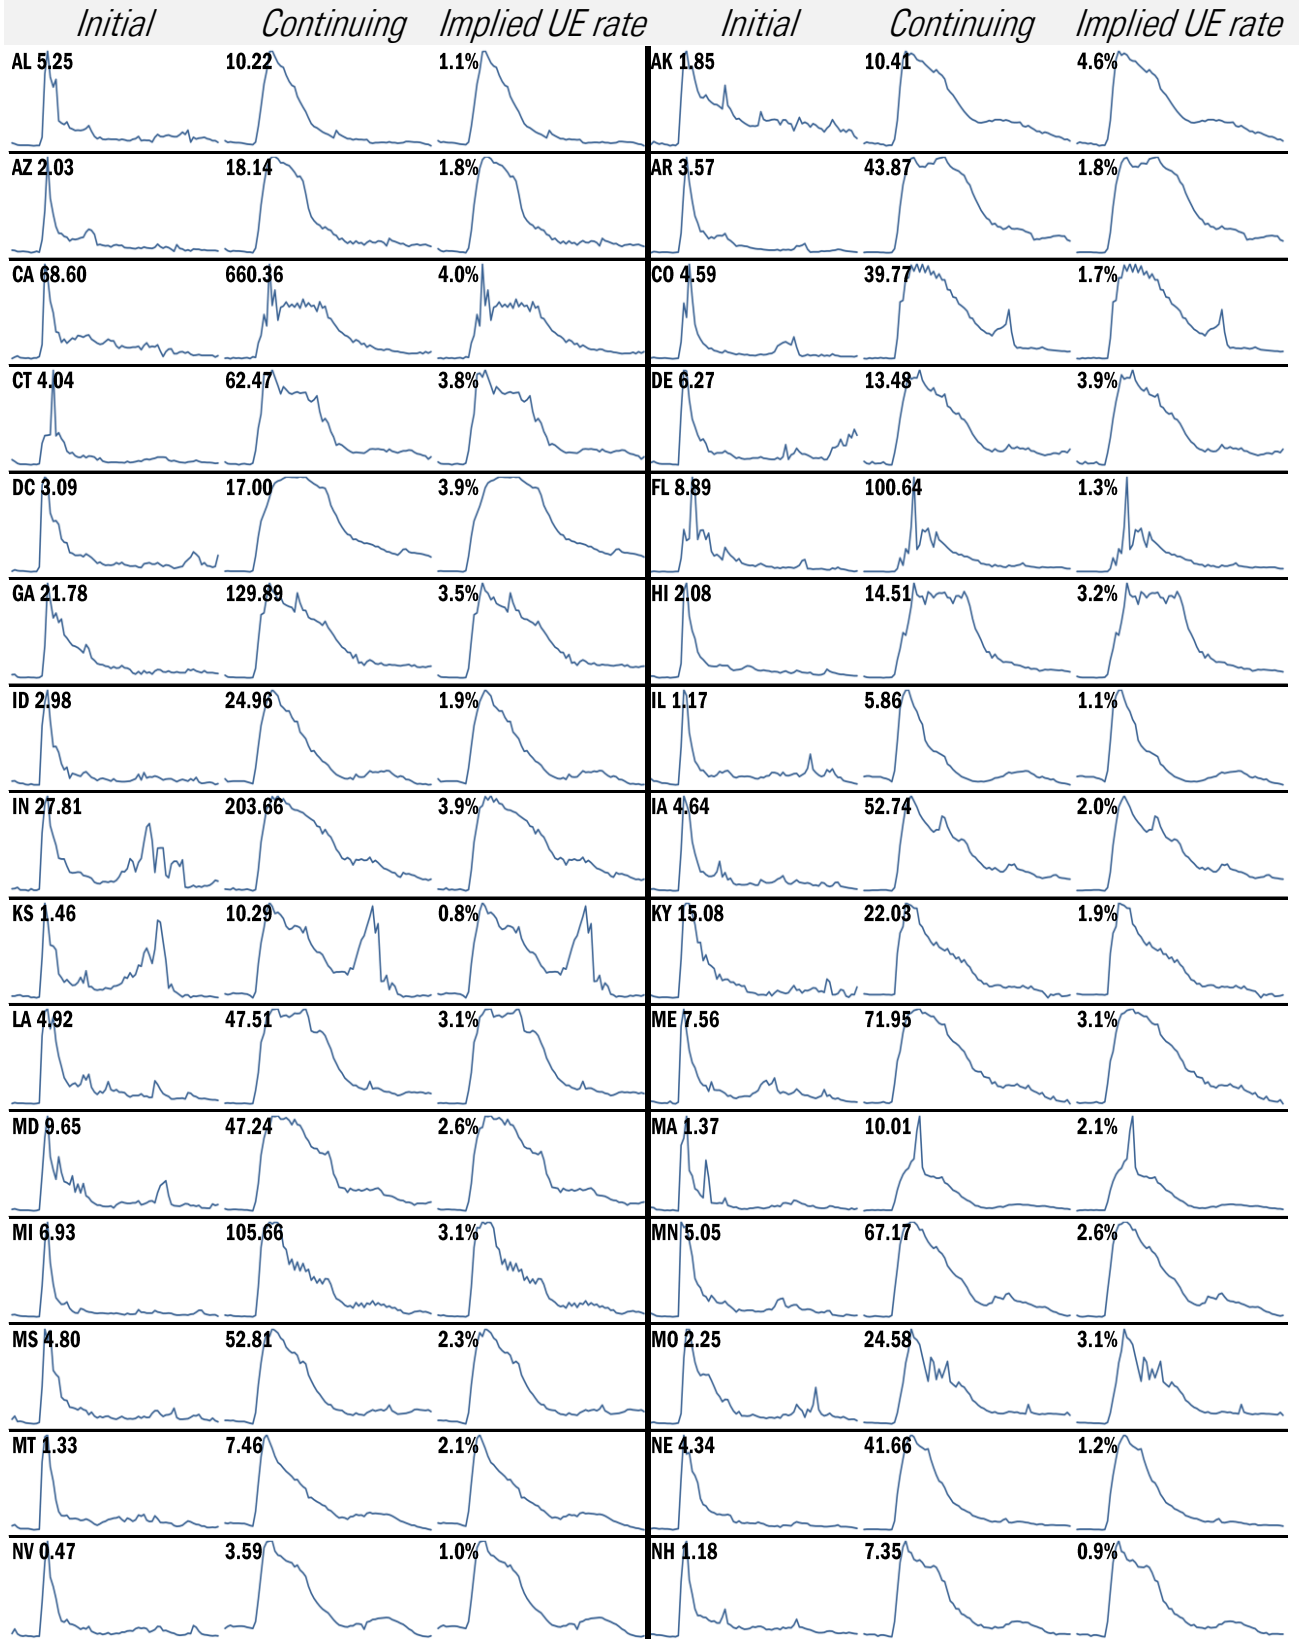 Initial Continuing Implied UE rate Initial Continuing Implied UE rate
AL 5.25 10.22 1.1% AK 1.85 10.41 4.6%
AZ 2.03 18.14 1.8% AR 3.57 43.87 1.8%
CA 68.60 660.36 4.0% CO 4.59 39.77 1.7%
CT 4.04 62.47 3.8% DE 6.27 13.48 3.9%
DC 3.09 17.00 3.9% FL 8.89 100.64 1.3%
GA 21.78 129.89 3.5% HI 2.08 14.51 3.2%
ID 2.98 24.96 1.9% IL 1.17 5.86 1.1%
IN 27.81 203.66 3.9% IA 4.64 52.74 2.0%
KS 1.46 10.29 0.8% KY 15.08 22.03 1.9%
LA 4.92 47.51 3.1% ME 7.56 71.95 3.1%
MD 9.65 47.24 2.6% MA 1.37 10.01 2.1%
MI 6.93 105.66 3.1% MN 5.05 67.17 2.6%
MS 4.80 52.81 2.3% MO 2.25 24.58 3.1%
MT 1.33 7.46 2.1% NE 4.34 41.66 1.2%
NV 0.47 3.59 1.0% NH 1.18 7.35 0.9%